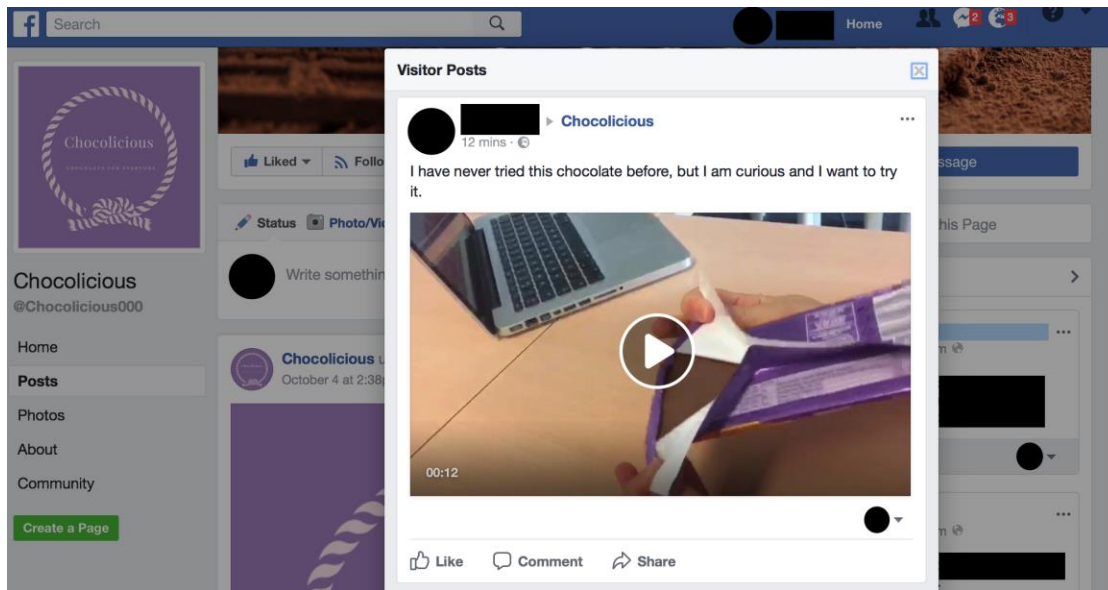 Search
Home
2
3
?
Visitor Posts
Chocolicious
Chocolicious
12 mins ·
Liked
Follo
ssage
I have never tried this chocolate before, but I am curious and I want to try
it.
Status
Photo/Vi
his Page
Write somethin
Chocolicious
@Chocolicious000
Home
Posts
Photos
About
Community
Create a Page
Chocolicious u
October 4 at 2:38
00:12
m
m
Like
Comment
Share